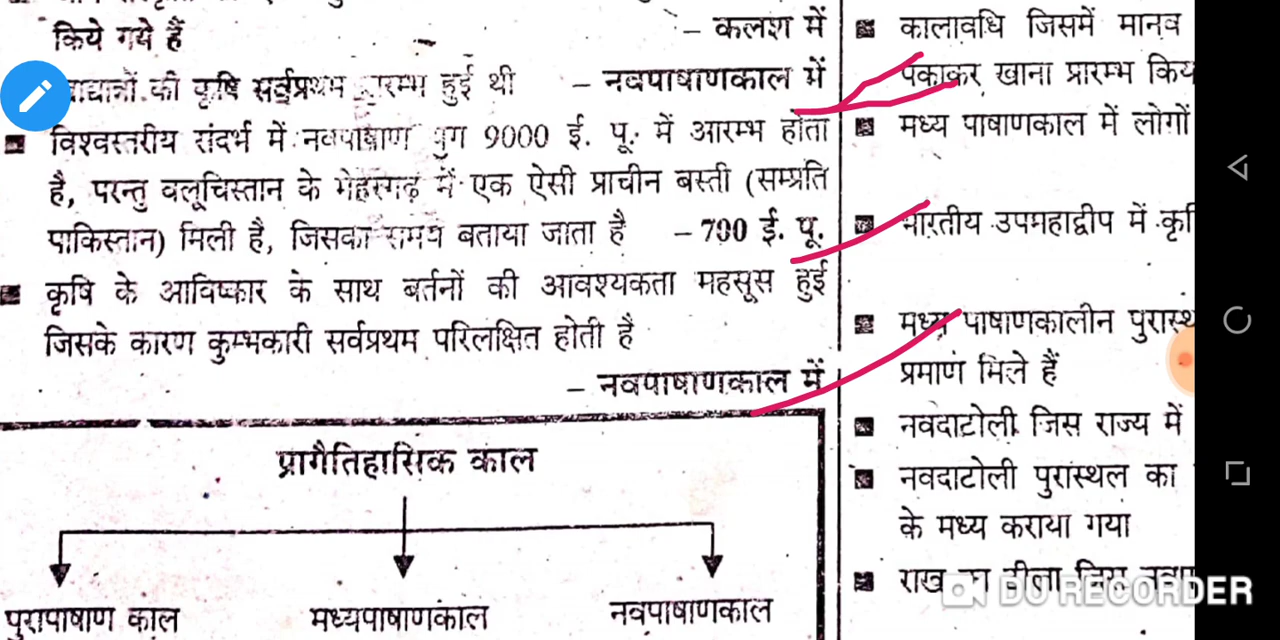 किये गये हैं
– कलश में
की कृषि सर्वप्रथम हुई थी – नवपाषाणकाल में
विश्वस्तरीय संदर्भ में नवपाषाण युग 9000 ई. पू. में आरम्भ होता
है, परन्तु वलूचिस्तान के मेहरगढ़ में एक ऐसी प्राचीन बस्ती (सम्प्रति
पाकिस्तान) मिली है, जिसका समय बताया जाता है – 700 ई. पू.
कृषि के आविष्कार के साथ बर्तनों की आवश्यकता महसूस हुई
जिसके कारण कुम्भकारी सर्वप्रथम परिलक्षित होती है
– नवपाषाणकाल में
प्रागैतिहासिक काल
पुरापाषाण काल
मध्यपाषाणकाल
नवपाषाणकाल
कालावधि जिसमें मानव
पकाकर खाना प्रारम्भ
मध्य पाषाणकाल में लोगों
भारतीय उपमहाद्वीप में
मध्य पाषाणकालीन
प्रमाण मिले हैं
नवदाटोली जिस राज्य में
नवदाटोली पुरास्थल का
के मध्य कराया गया
राख
DU RECORDER